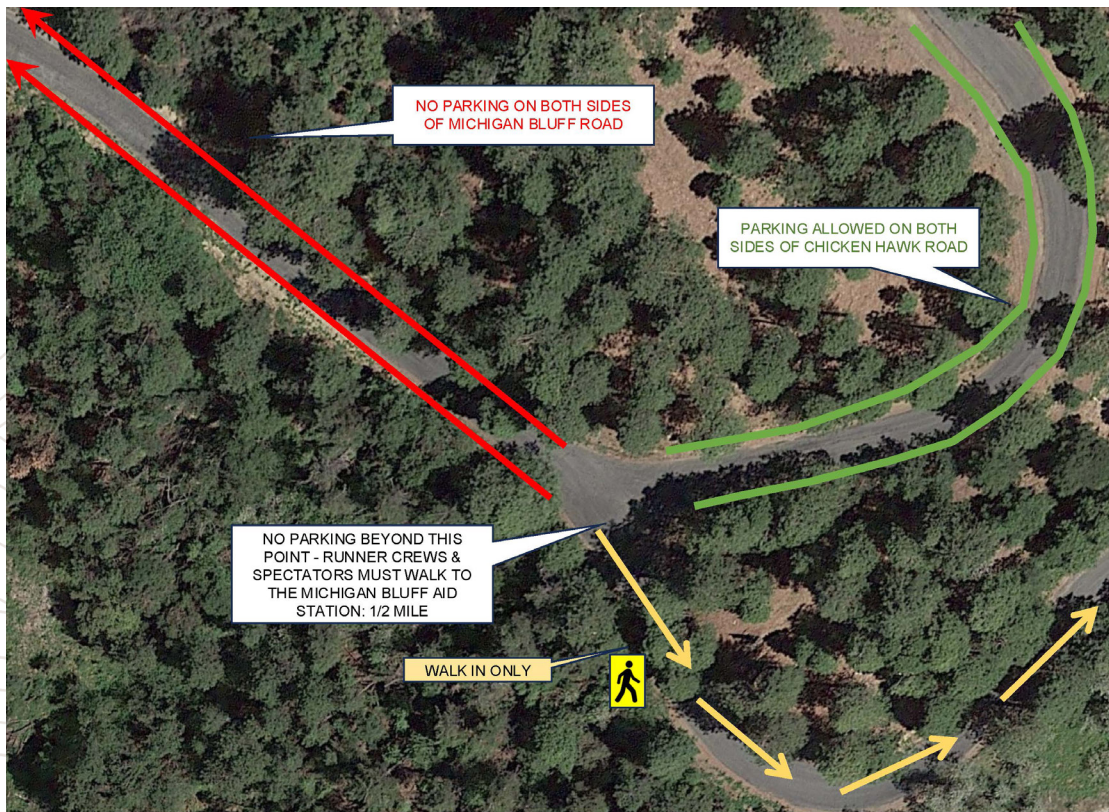 NO PARKING ON BOTH SIDES
OF MICHIGAN BLUFF ROAD
PARKING ALLOWED ON BOTH
SIDES OF CHICKEN HAWK ROAD
NO PARKING BEYOND THIS
POINT - RUNNER CREWS &
SPECTATORS MUST WALK TO
THE MICHIGAN BLUFF AID
STATION: 1/2 MILE
WALK IN ONLY